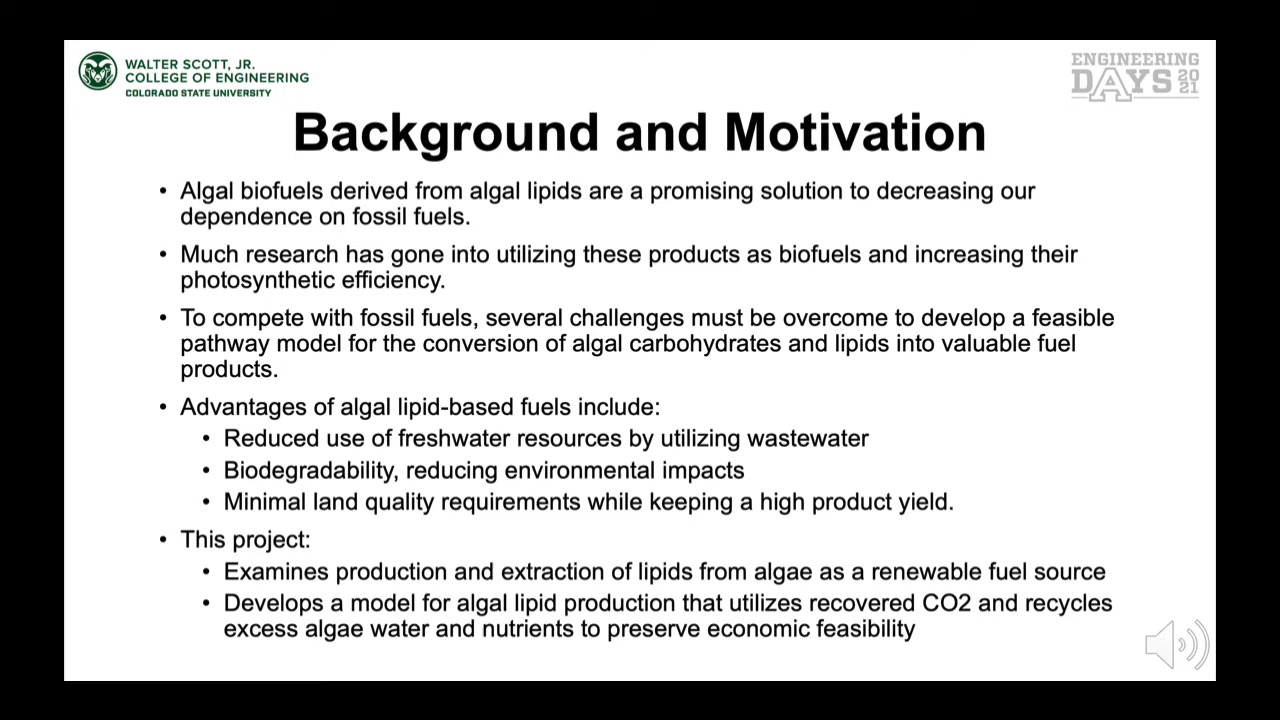 WALTER SCOTT, JR.
COLLEGE OF ENGINEERING
COLORADO STATE UNIVERSITY
ENGINEERING
DAYS 2021
Background and Motivation
• Algal biofuels derived from algal lipids are a promising solution to decreasing our
dependence on fossil fuels.
• Much research has gone into utilizing these products as biofuels and increasing their
photosynthetic efficiency.
• To compete with fossil fuels, several challenges must be overcome to develop a feasible
pathway model for the conversion of algal carbohydrates and lipids into valuable fuel
products.
• Advantages of algal lipid-based fuels include:
• Reduced use of freshwater resources by utilizing wastewater
• Biodegradability, reducing environmental impacts
• Minimal land quality requirements while keeping a high product yield.
• This project:
• Examines production and extraction of lipids from algae as a renewable fuel source
• Develops a model for algal lipid production that utilizes recovered CO2 and recycles
excess algae water and nutrients to preserve economic feasibility